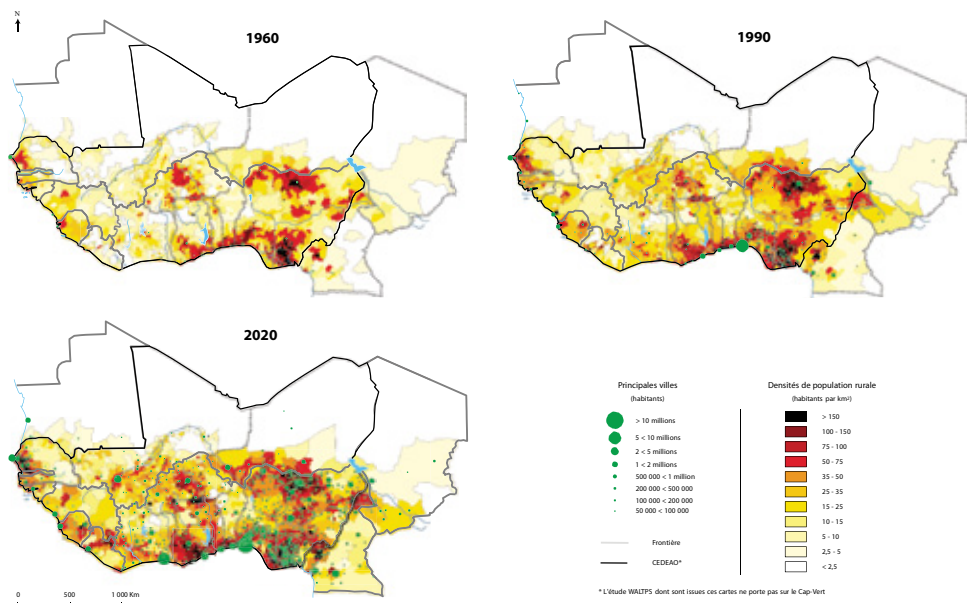 N
1960
1990
2020
0 500 1 000 Km
Principales villes
(habitants)
> 10 millions
5 < 10 millions
2 < 5 millions
1 < 2 millions
500 000 < 1 million
200 000 < 500 000
100 000 < 200 000
50 000 < 100 000
Frontière
CEDEAO*
Densités de population rurale
(habitants par km²)
> 150
100 - 150
75 - 100
50 - 75
35 - 50
25 - 35
15 - 25
10 - 15
5 - 10
2,5 - 5
< 2,5
* L'étude WALTPS dont sont issues ces cartes ne porte pas sur le Cap-Vert